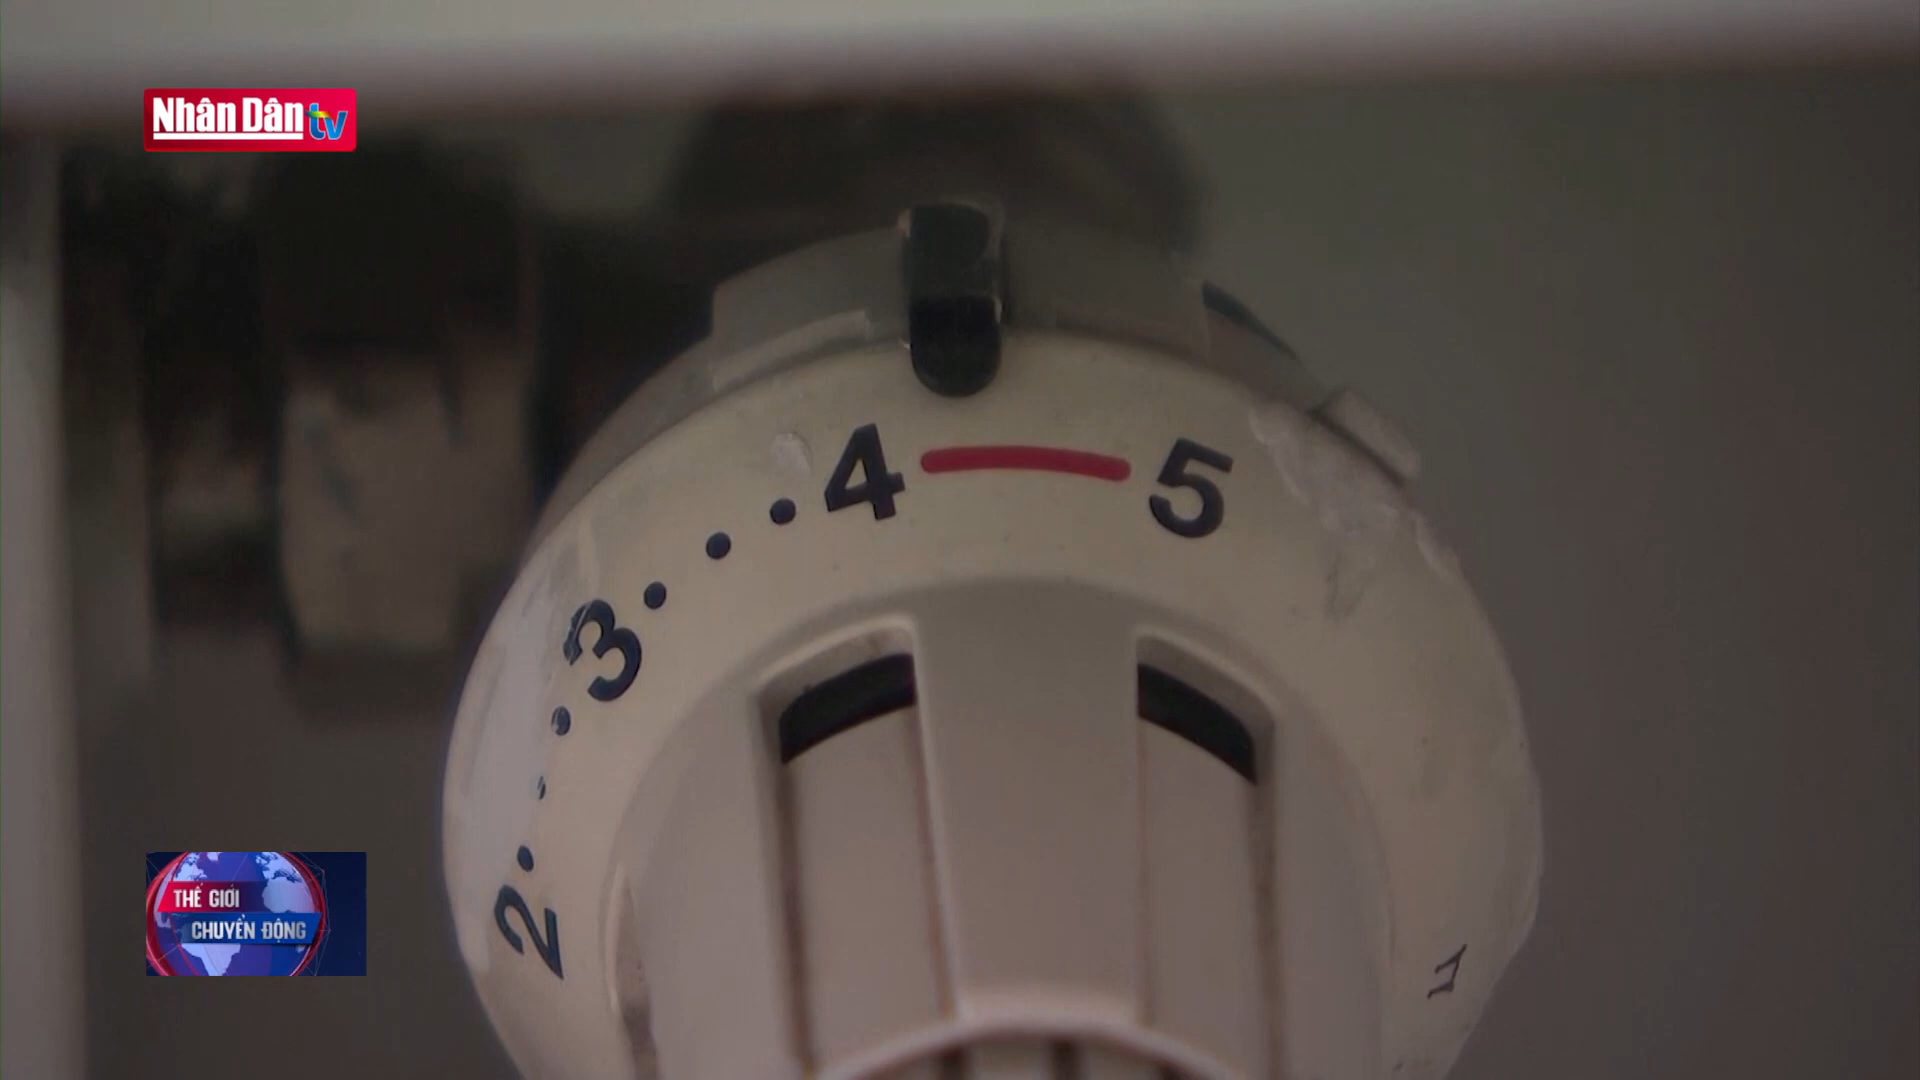 Nhân Dân tv
4 5
3
2
THẾ GIỚI
CHUYỂN ĐỘNG